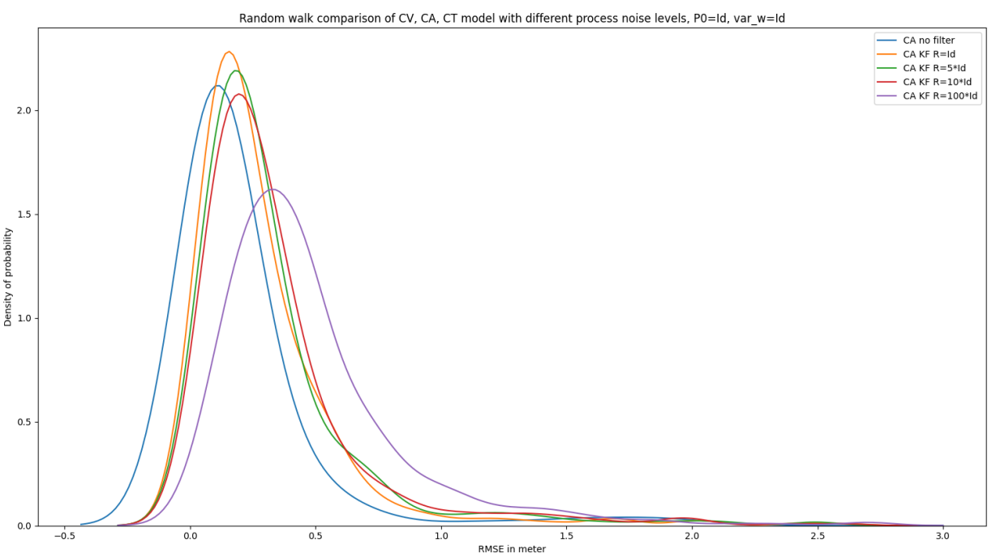 Random walk comparison of CV, CA, CT model with different process noise levels, P0=Id, var_w=Id
CA no filter
CA KF R=Id
CA KF R=5*Id
CA KF R=10*Id
CA KF R=100*Id
Density of probability
2.0
1.5
1.0
0.5
0.0
−0.5
0.0
0.5
1.0
1.5
2.0
2.5
3.0
RMSE in meter